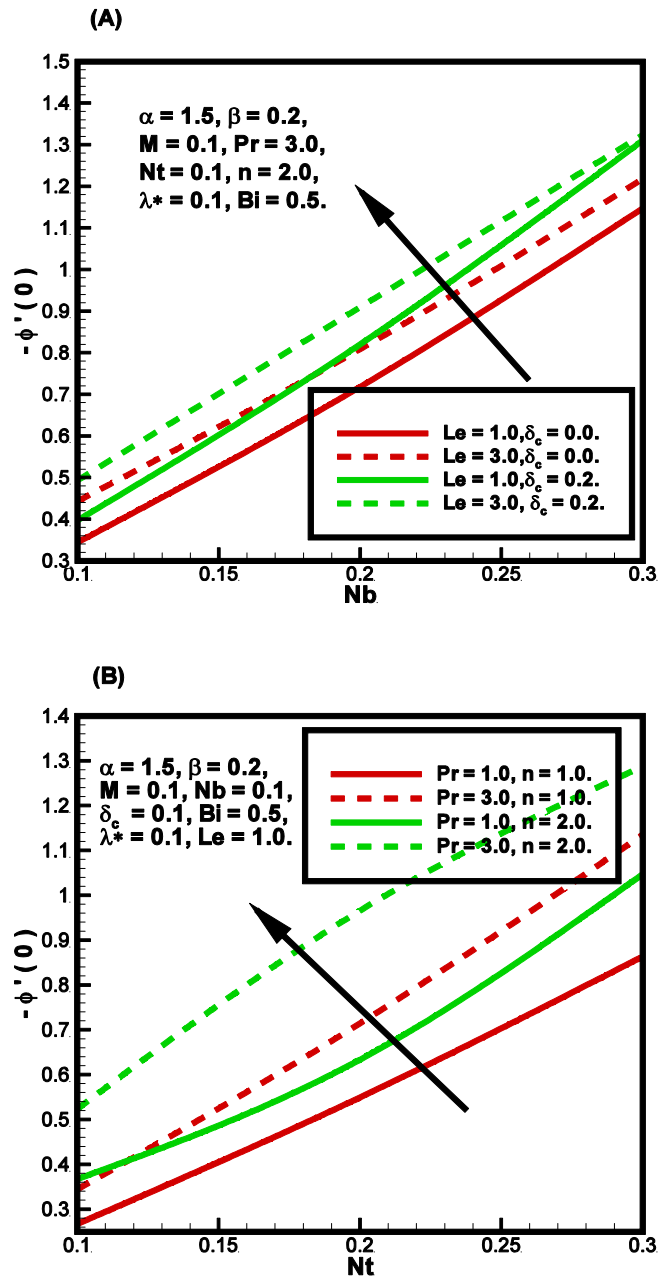 (A)
1.5
1.4
1.3
1.2
1.1
1
0.9
0.8
0.7
0.6
0.5
0.4
0.3
- ϕ ' ( 0 )
α = 1.5, β = 0.2,
M = 0.1, Pr = 3.0,
Nt = 0.1, n = 2.0,
λ* = 0.1, Bi = 0.5.
Le = 1.0,δc = 0.0.
Le = 3.0,δc = 0.0.
Le = 1.0,δc = 0.2.
Le = 3.0, δc = 0.2.
0.1 0.15 0.2 0.25 0.3
Nb
(B)
1.4
1.3
1.2
1.1
1
0.9
0.8
0.7
0.6
0.5
0.4
0.3
- ϕ ' ( 0 )
α = 1.5, β = 0.2,
M = 0.1, Nb = 0.1,
δc = 0.1, Bi = 0.5,
λ* = 0.1, Le = 1.0.
Pr = 1.0, n = 1.0.
Pr = 3.0, n = 1.0.
Pr = 1.0, n = 2.0.
Pr = 3.0, n = 2.0.
0.1 0.15 0.2 0.25 0.3
Nt